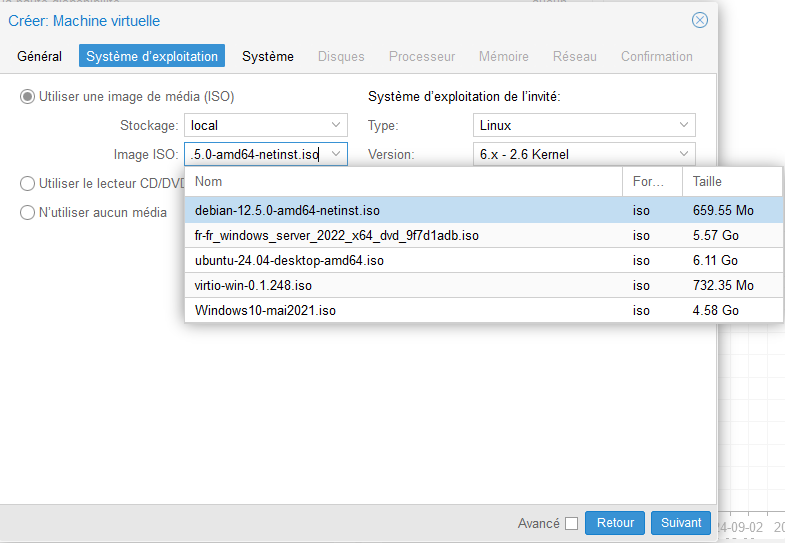 Créer: Machine virtuelle
Général Système d'exploitation Système Disques Processeur Mémoire Réseau Confirmation
Utiliser une image de média (ISO) Système d'exploitation de l'invité:
Stockage: local Type: Linux
Image ISO: .5.0-amd64-netinst.iso Version: 6.x - 2.6 Kernel
Utiliser le lecteur CD/DVD
N'utiliser aucun média
Nom For... Taille
debian-12.5.0-amd64-netinst.iso iso 659.55 Mo
fr-fr_windows_server_2022_x64_dvd_9f7d1adb.iso iso 5.57 Go
ubuntu-24.04-desktop-amd64.iso iso 6.11 Go
virtio-win-0.1.248.iso iso 732.35 Mo
Windows10-mai2021.iso iso 4.58 Go
Avancé Retour Suivant
24-09-02 20